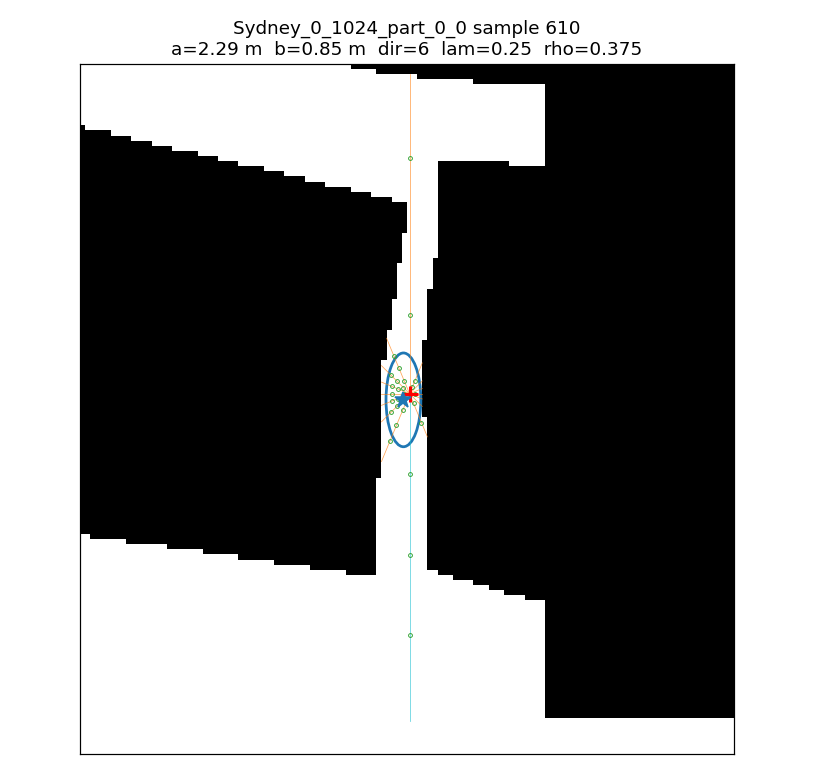 Sydney_0_1024_part_0_0 sample 610
a=2.29 m  b=0.85 m  dir=6  lam=0.25  rho=0.375